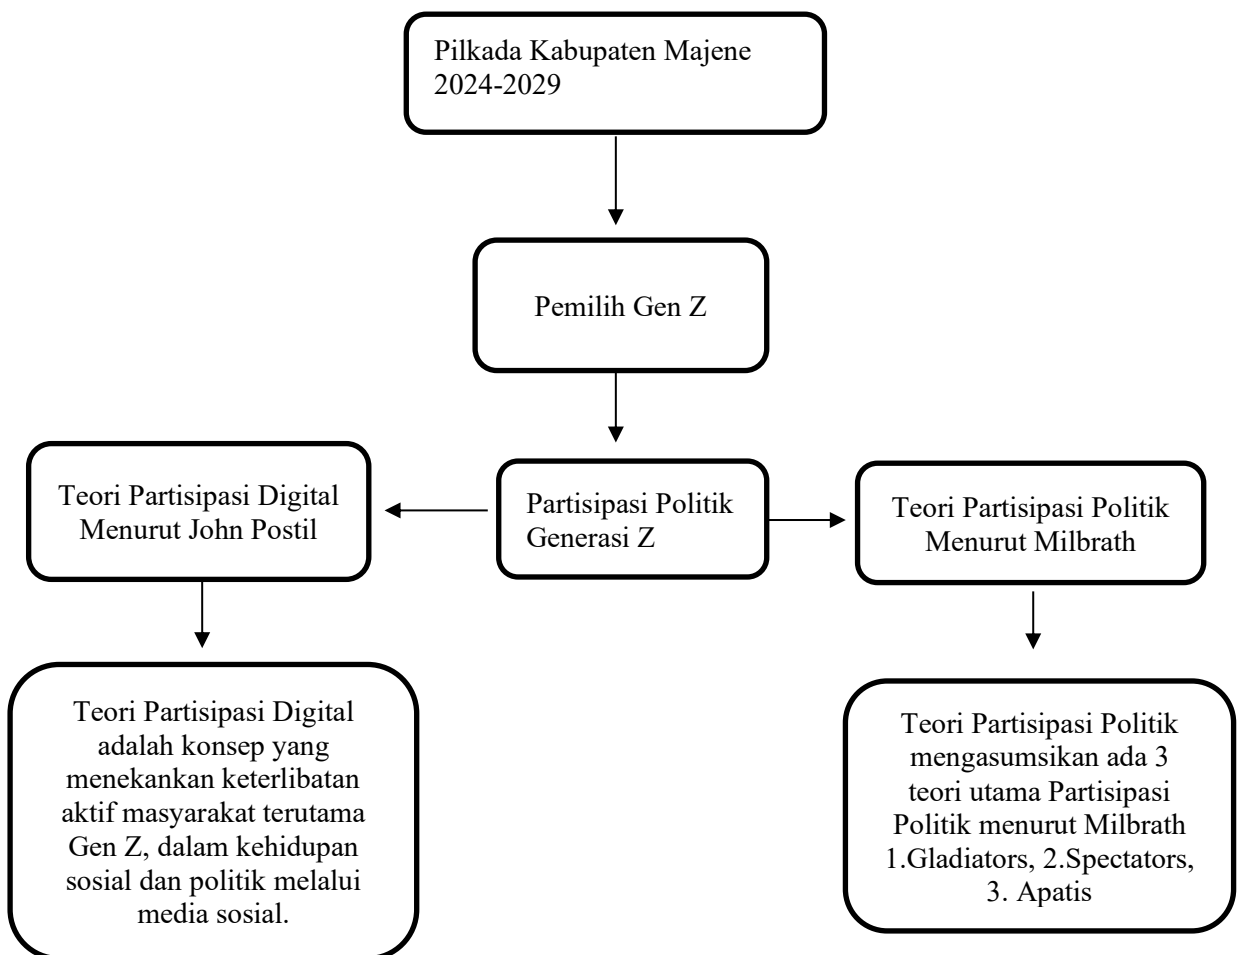 Pilkada Kabupaten Majene
2024-2029
Pemilih Gen Z
Teori Partisipasi Digital
Menurut John Postil
Partisipasi Politik
Generasi Z
Teori Partisipasi Politik
Menurut Milbrath
Teori Partisipasi Digital
adalah konsep yang
menekankan keterlibatan
aktif masyarakat terutama
Gen Z, dalam kehidupan
sosial dan politik melalui
media sosial.
Teori Partisipasi Politik
mengasumsikan ada 3
teori utama Partisipasi
Politik menurut Milbrath
1.Gladiators, 2.Spectators,
3. Apatis